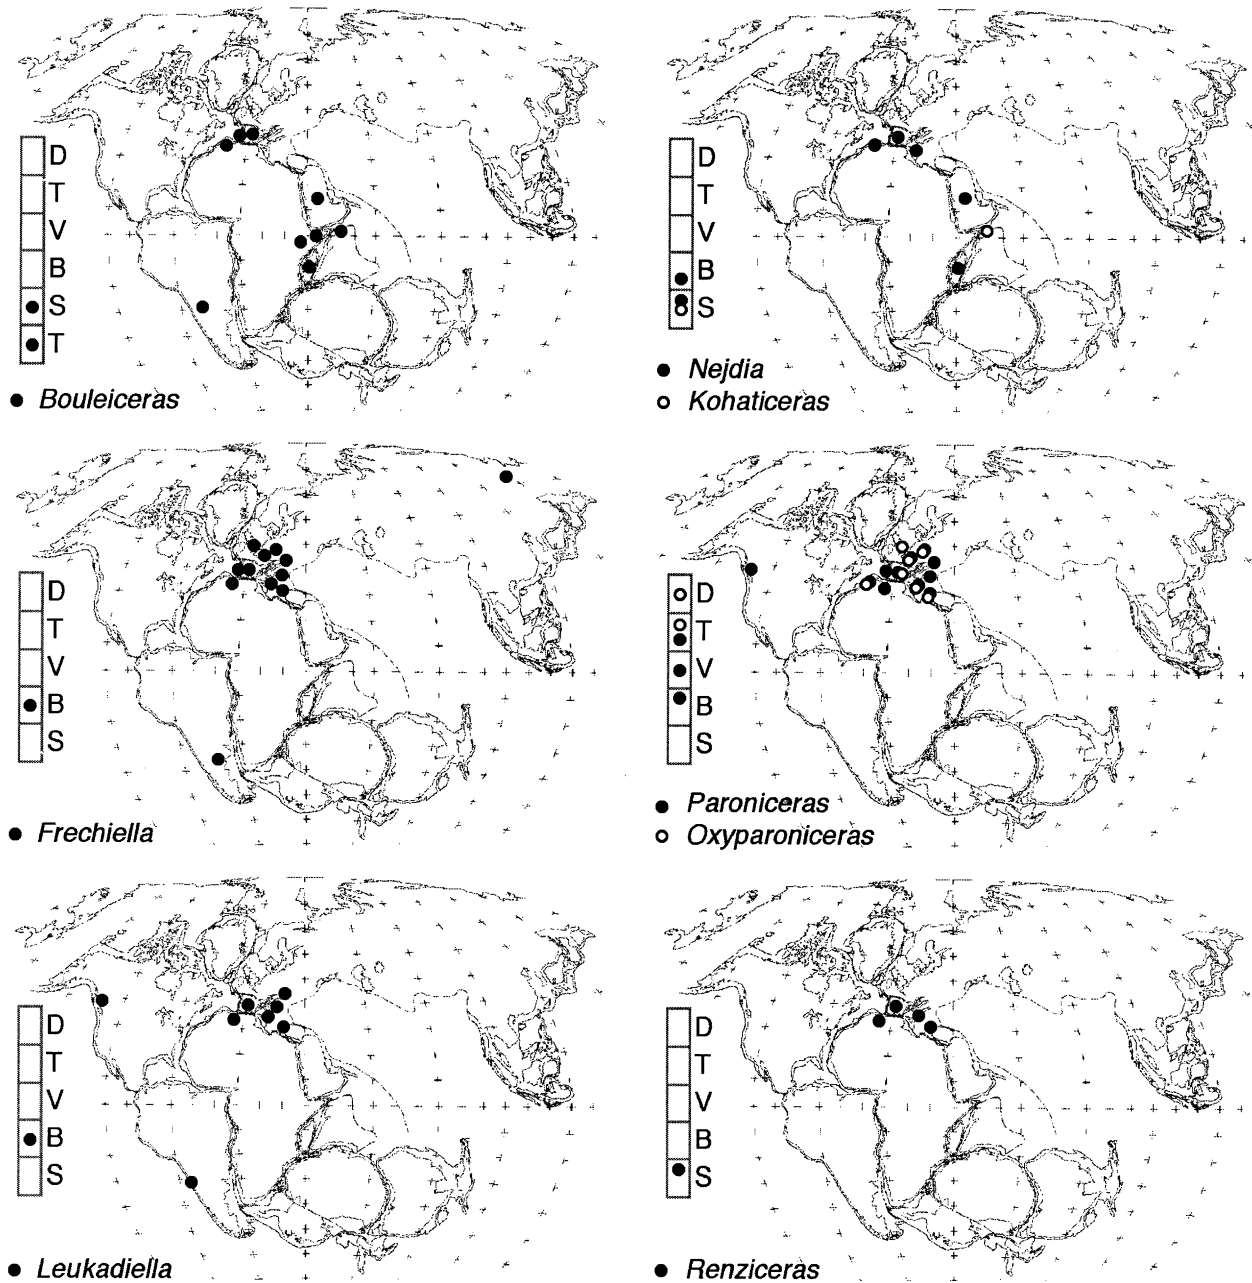 D
T
V
B
S
T
Bouleiceras
D
T
V
B
S
Nejdia
Kohaticeras
D
T
V
B
S
Frechiella
D
T
V
B
S
Paroniceras
Oxyparoniceras
D
T
V
B
S
Leukadiella
D
T
V
B
S
Renziceras